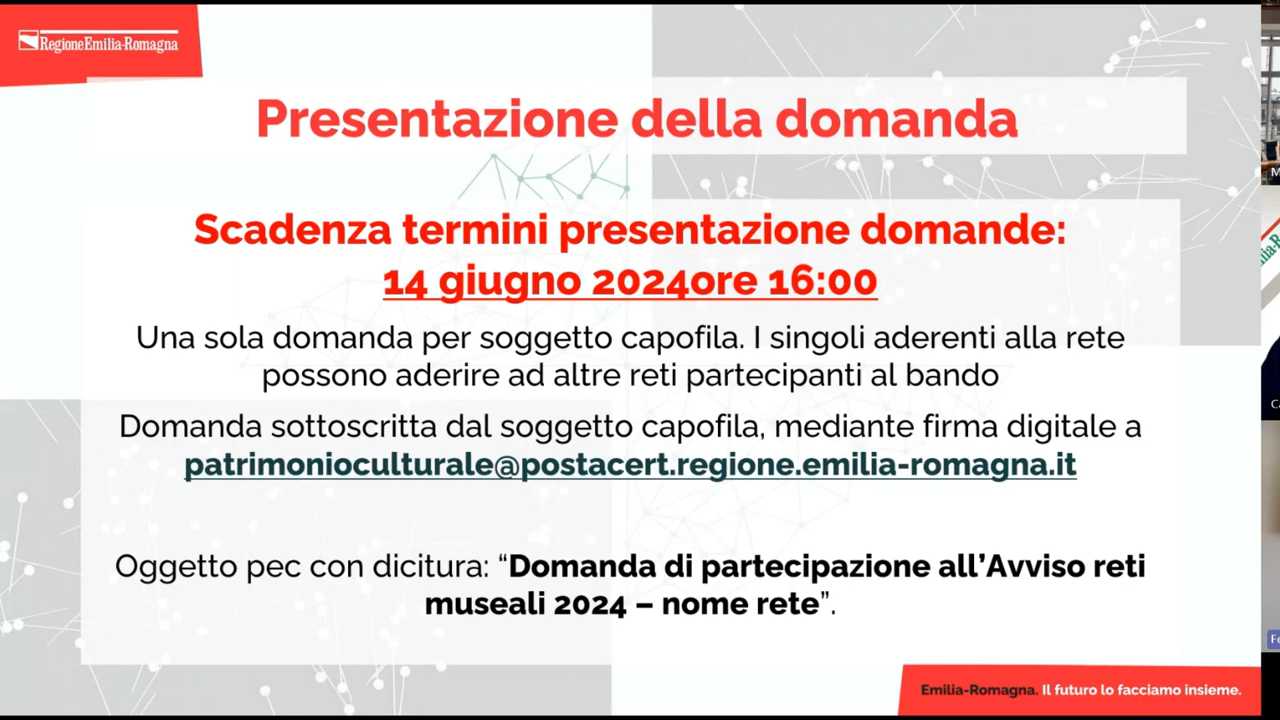 RegioneEmilia-Romagna
Presentazione della domanda
Scadenza termini presentazione domande:
14 giugno 2024ore 16:00
Una sola domanda per soggetto capofila. I singoli aderenti alla rete
possono aderire ad altre reti partecipanti al bando
Domanda sottoscritta dal soggetto capofila, mediante firma digitale a
patrimonioculturale@postacert.regione.emilia-romagna.it
Oggetto pec con dicitura: “Domanda di partecipazione all’Avviso reti
museali 2024 – nome rete”.
Emilia-Romagna. Il futuro lo facciamo insieme.